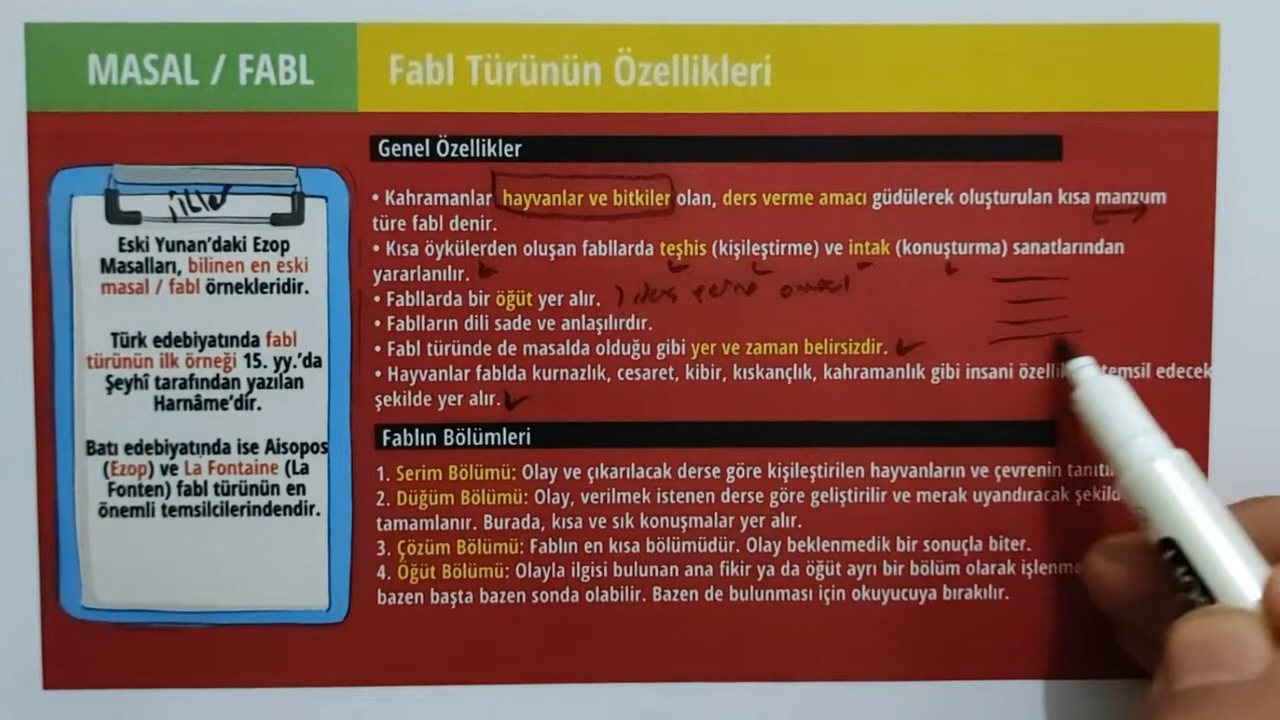 MASAL / FABL
Fabl Türünün Özellikleri
İlkler
Eski Yunan'daki Ezop
Masalları, bilinen en eski
masal / fabl örnekleridir.
Türk edebiyatında fabl
türünün ilk örneği 15. yy.'da
Şeyhî tarafından yazılan
Harnâme'dir.
Batı edebiyatında ise Aisopos
(Ezop) ve La Fontaine (La
Fonten) fabl türünün en
önemli temsilcilerindendir.
Genel Özellikler
• Kahramanlar hayvanlar ve bitkiler olan, ders verme amacı güdülerek oluşturulan kısa manzum
türe fabl denir.
• Kısa öykülerden oluşan fabllarda teşhis (kişileştirme) ve intak (konuşturma) sanatlarından
yararlanılır.
• Fabllarda bir öğüt yer alır. ) ders verme amacı
• Fablların dili sade ve anlaşılırdır.
• Fabl türünde de masalda olduğu gibi yer ve zaman belirsizdir.
• Hayvanlar fablda kurnazlık, cesaret, kibir, kıskançlık, kahramanlık gibi insani temsil edecek
şekilde yer alır.
Fablın Bölümleri
1. Serim Bölümü: Olay ve çıkarılacak derse göre kişileştirilen hayvanların ve çevrenin
2. Düğüm Bölümü: Olay, verilmek istenen derse göre geliştirilir ve merak uyandıracak
tamamlanır. Burada, kısa ve sık konuşmalar yer alır.
3. Çözüm Bölümü: Fablın en kısa bölümüdür. Olay beklenmedik bir sonuçla biter.
4. Öğüt Bölümü: Olayla ilgisi bulunan ana fikir ya da öğüt ayrı bir bölüm olarak
bazen başta bazen sonda olabilir. Bazen de bulunması için okuyucuya bırakılır.